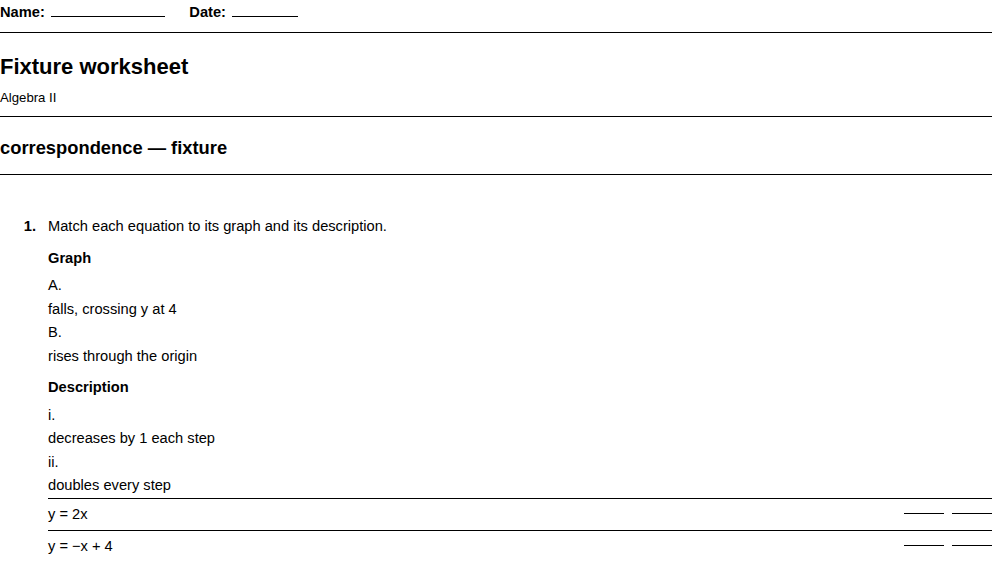 Name: Date:
Fixture worksheet
Algebra II
correspondence — fixture
1. Match each equation to its graph and its description.
Graph
A.
falls, crossing y at 4
B.
rises through the origin
Description
i.
decreases by 1 each step
ii.
doubles every step
y = 2x
y = −x + 4